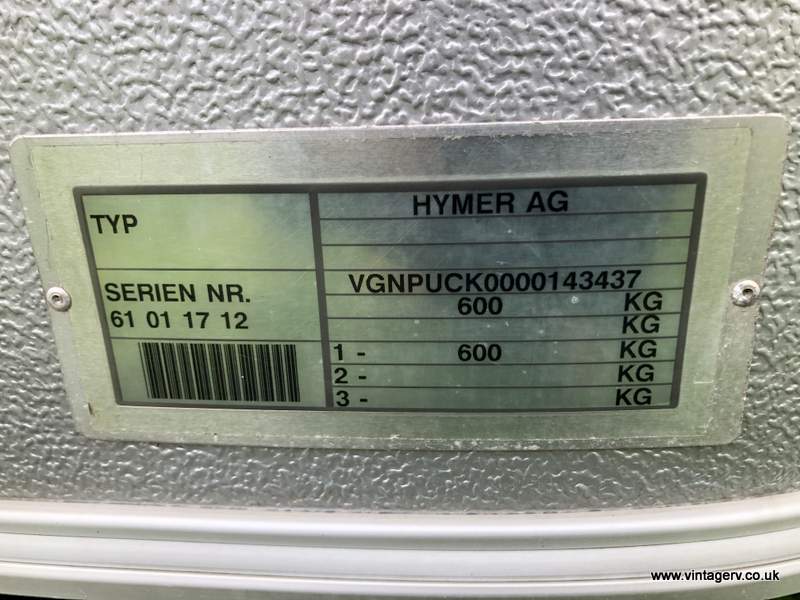 TYP
SERIEN NR.
61 01 17 12
HYMER AG
VGNPUCK0000143437
600 KG
KG
1 - 600 KG
2 - KG
3 - KG
www.vintagerv.co.uk